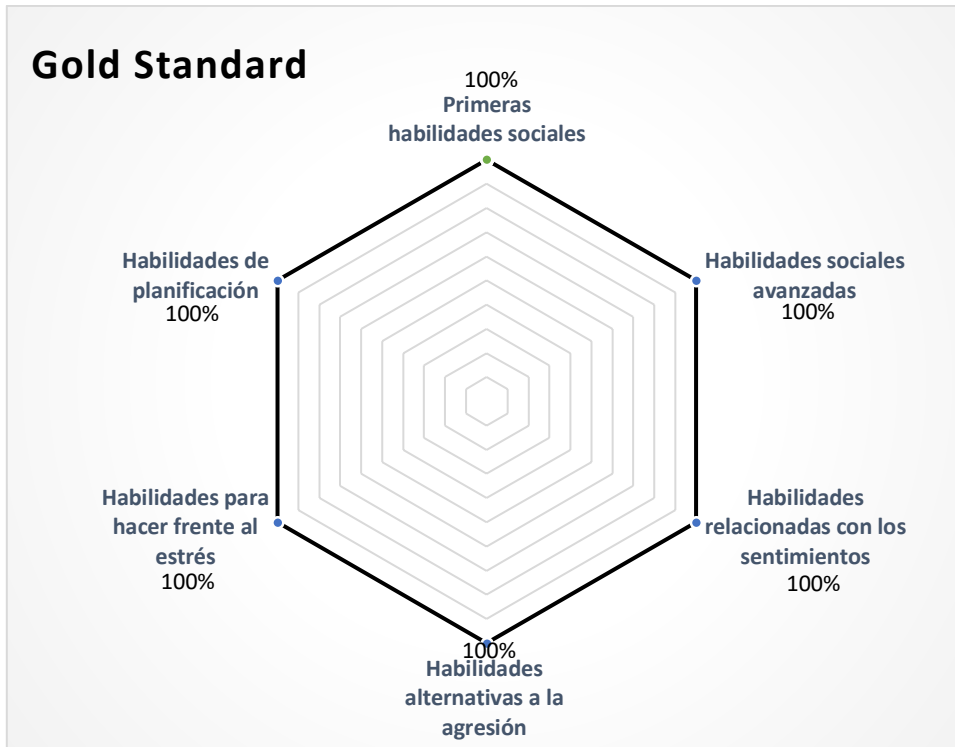 Gold Standard
100%
Primeras
habilidades sociales
Habilidades sociales
avanzadas
100%
Habilidades
relacionadas con los
sentimientos
100%
100%
Habilidades
alternativas a la
agresión
Habilidades para
hacer frente al
estrés
100%
Habilidades de
planificación
100%